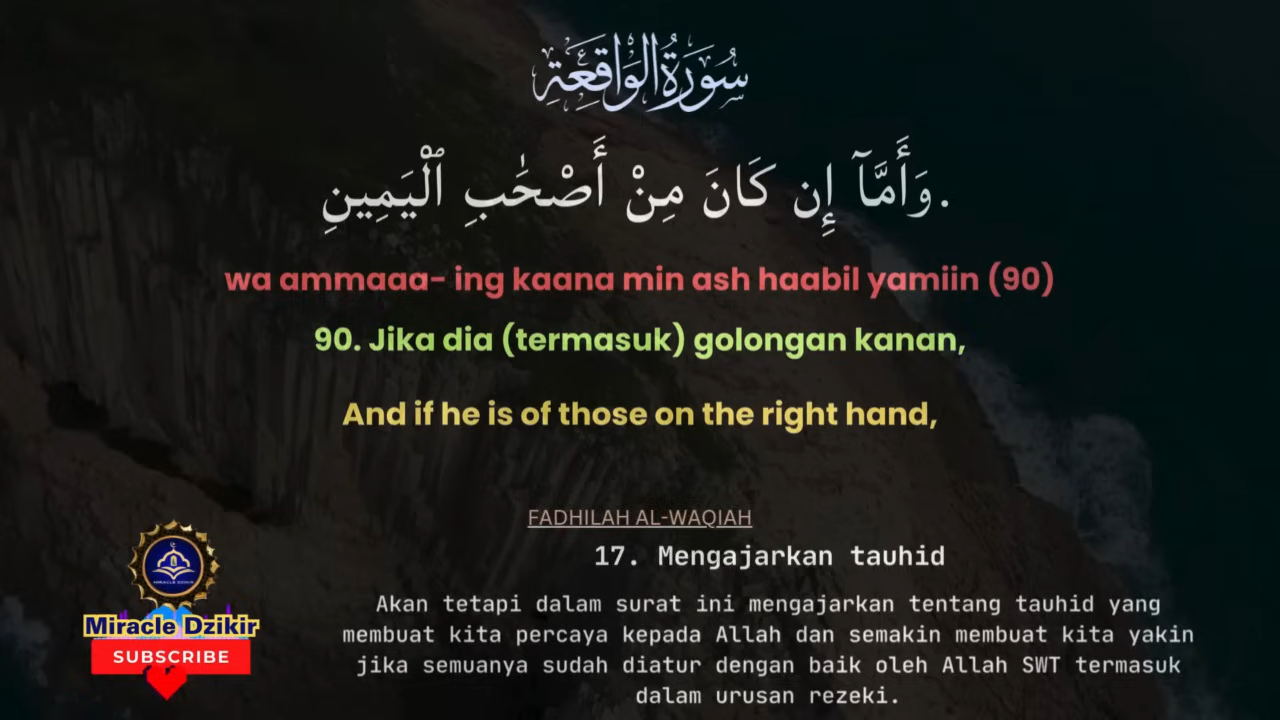 سُورَةُ الوَاقِعَةِ
وَأَمَّآ إِن كَانَ مِنْ أَصْحَٰبِ ٱلْيَمِينِ.
wa ammaaa- ing kaana min ash haabil yamiin (90)
90. Jika dia (termasuk) golongan kanan,
And if he is of those on the right hand,
FADHILAH AL-WAQIAH
17. Mengajarkan tauhid
Akan tetapi dalam surat ini mengajarkan tentang tauhid yang
membuat kita percaya kepada Allah dan semakin membuat kita yakin
jika semuanya sudah diatur dengan baik oleh Allah SWT termasuk
dalam urusan rezeki.
MIRACLE DZIKIR
Miracle Dzikir
SUBSCRIBE